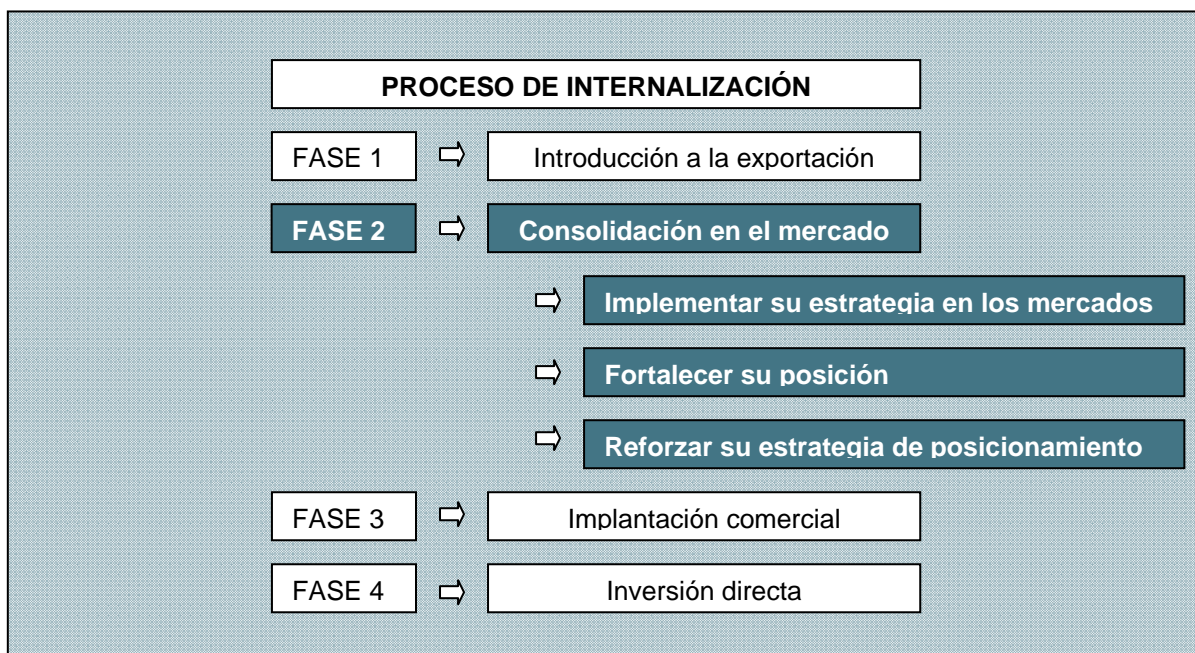 PROCESO DE INTERNALIZACIÓN
FASE 1
Introducción a la exportación
FASE 2
Consolidación en el mercado
Implementar su estrategia en los mercados
Fortalecer su posición
Reforzar su estrategia de posicionamiento
FASE 3
Implantación comercial
FASE 4
Inversión directa